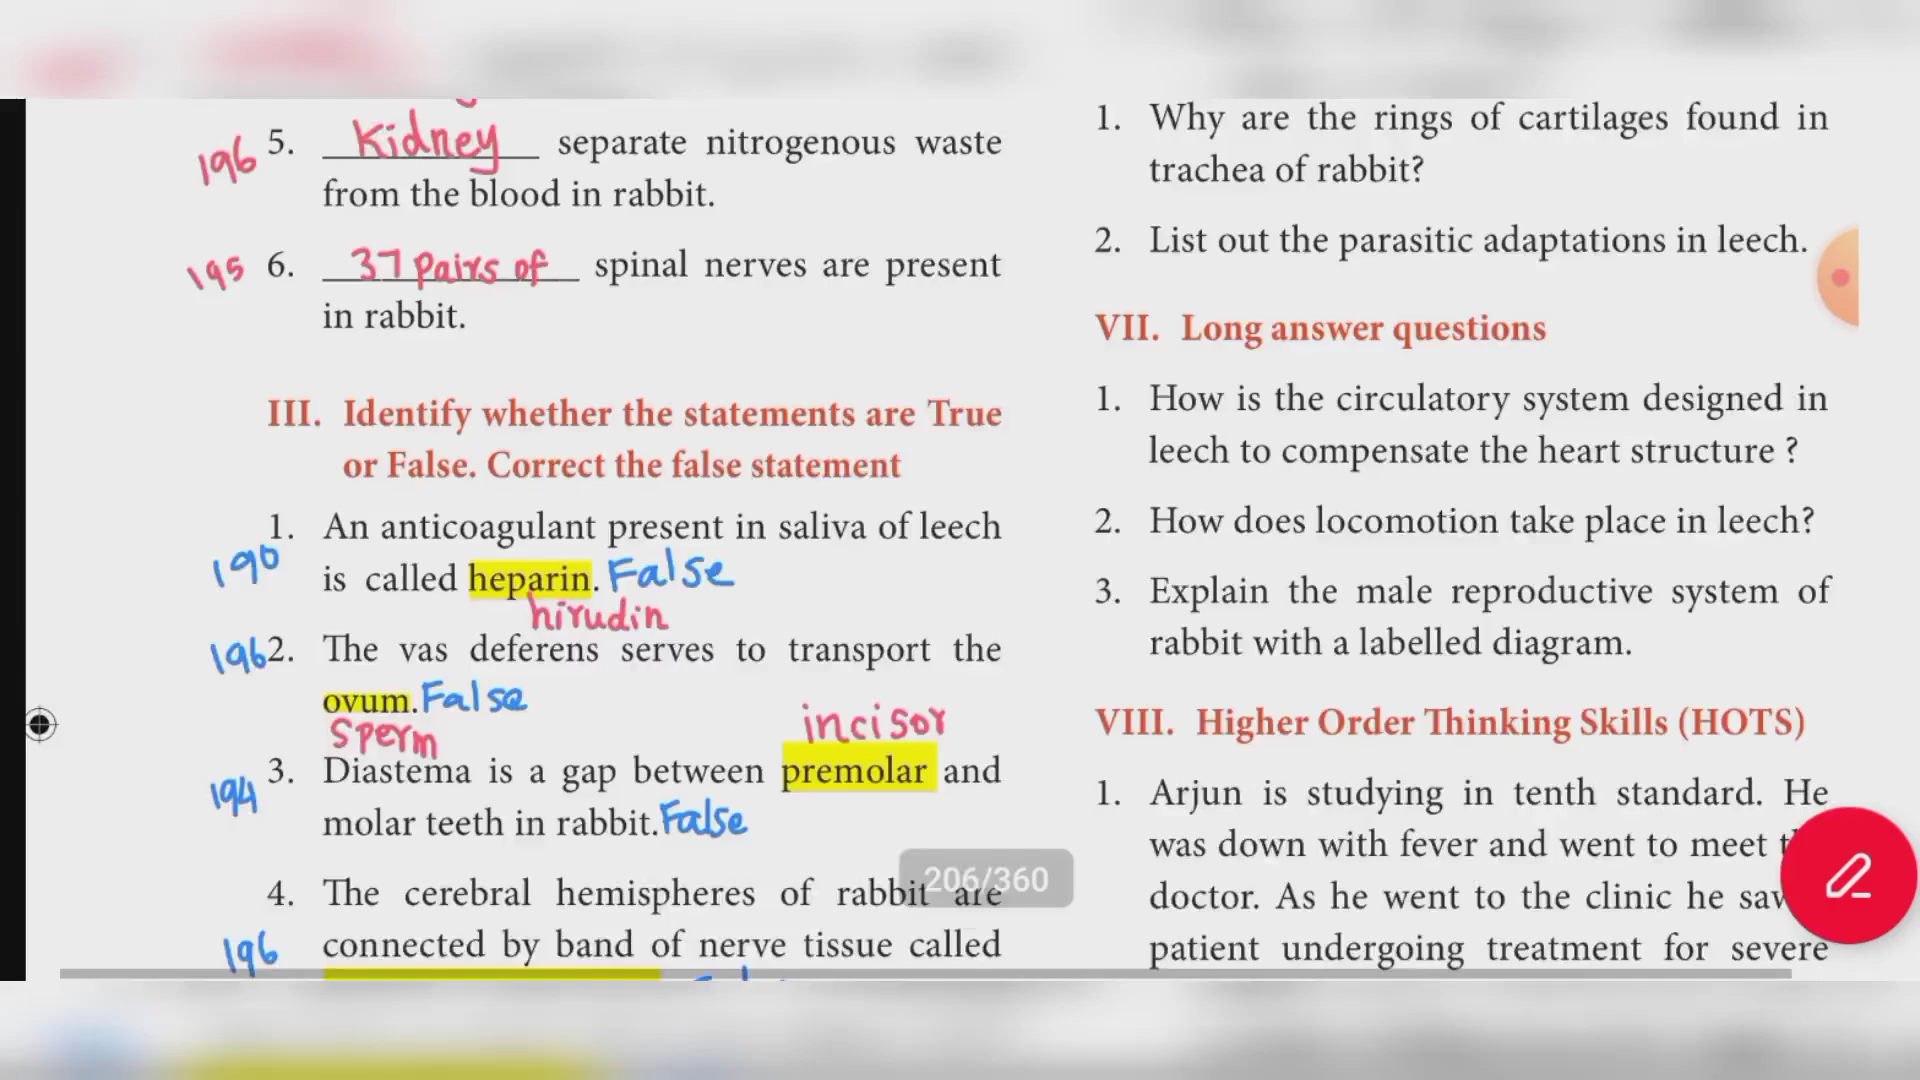 196 5. Kidney separate nitrogenous waste
from the blood in rabbit.
195 6. 37 pairs of spinal nerves are present
in rabbit.
III. Identify whether the statements are True
or False. Correct the false statement
1. An anticoagulant present in saliva of leech
190 is called heparin. False
hirudin
196 2. The vas deferens serves to transport the
ovum. False
sperm
incisor
3. Diastema is a gap between premolar and
194 molar teeth in rabbit. False
4. The cerebral hemispheres of rabbit are
196 connected by band of nerve tissue called
206/360
1. Why are the rings of cartilages found in
trachea of rabbit?
2. List out the parasitic adaptations in leech.
VII. Long answer questions
1. How is the circulatory system designed in
leech to compensate the heart structure ?
2. How does locomotion take place in leech?
3. Explain the male reproductive system of
rabbit with a labelled diagram.
VIII. Higher Order Thinking Skills (HOTS)
1. Arjun is studying in tenth standard. He
was down with fever and went to meet
doctor. As he went to the clinic he
patient undergoing treatment for severe